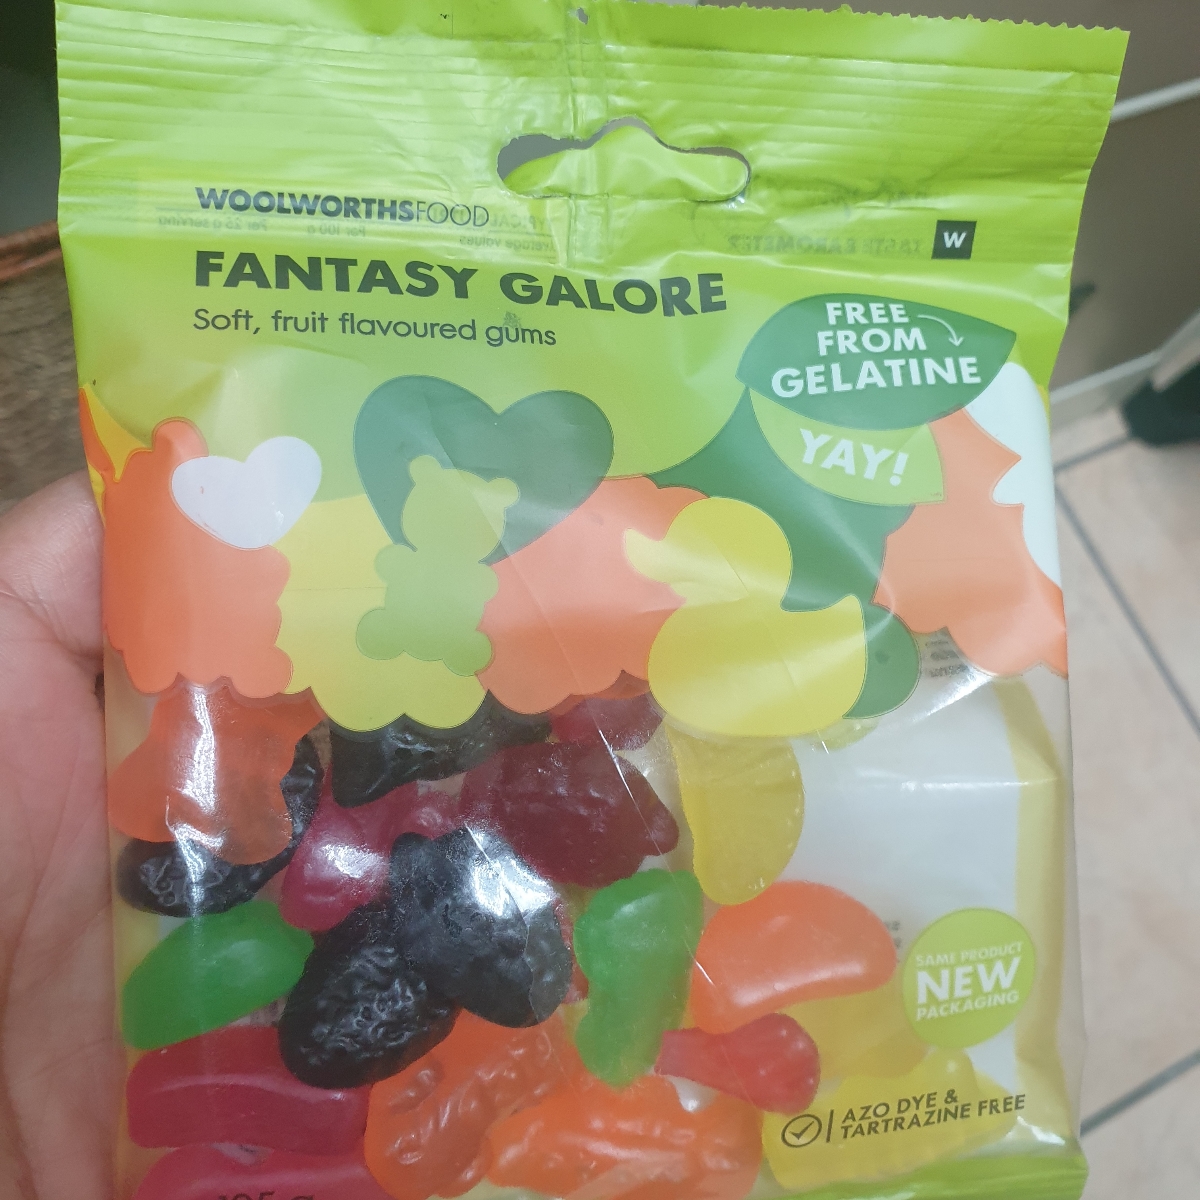 WOOLWORTHSFOOD
W
FANTASY GALORE
Soft, fruit flavoured gums
FREE
FROM
GELATINE
YAY!
SAME PRODUCT
NEW
PACKAGING
AZO DYE &
TARTRAZINE FREE